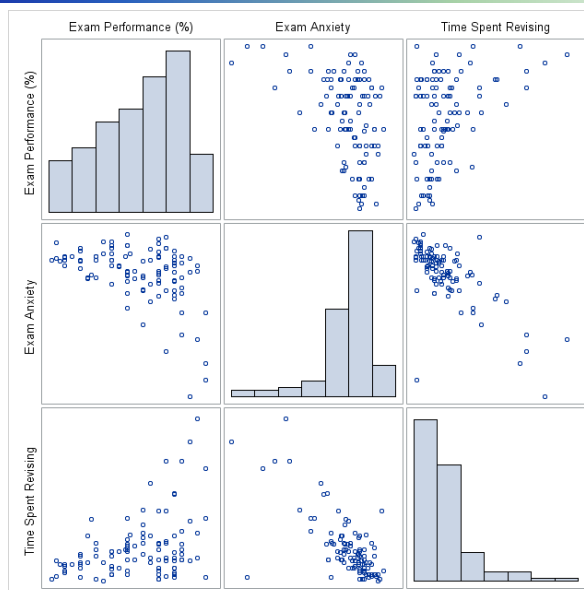 Exam Performance (%)
Exam Anxiety
Time Spent Revising
Exam Performance (%)
Exam Anxiety
Time Spent Revising